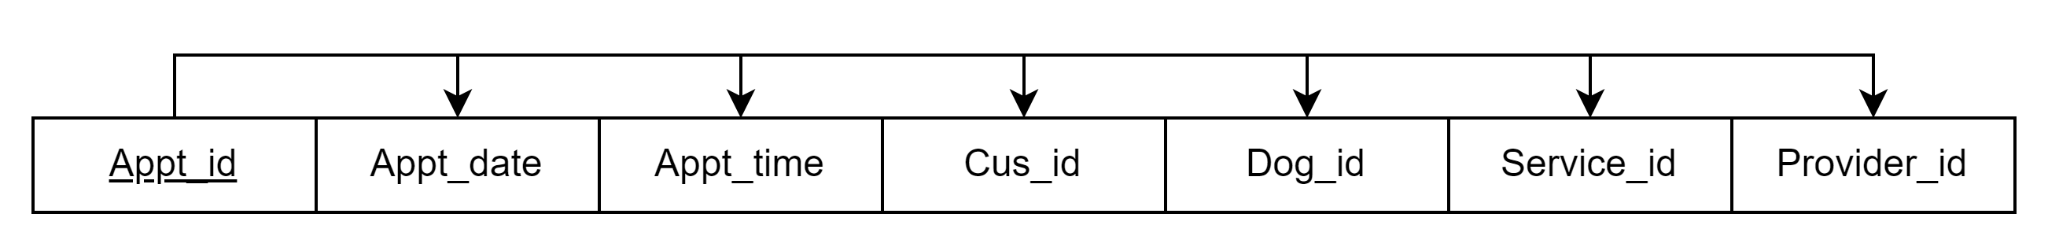 Appt_id Appt_date Appt_time Cus_id Dog_id Service_id Provider_id